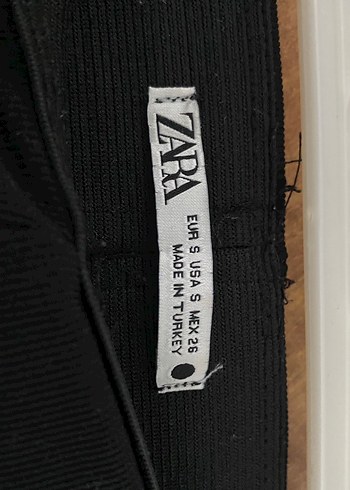 ZARA
EUR S USA S MEX 26
MADE IN TURKEY